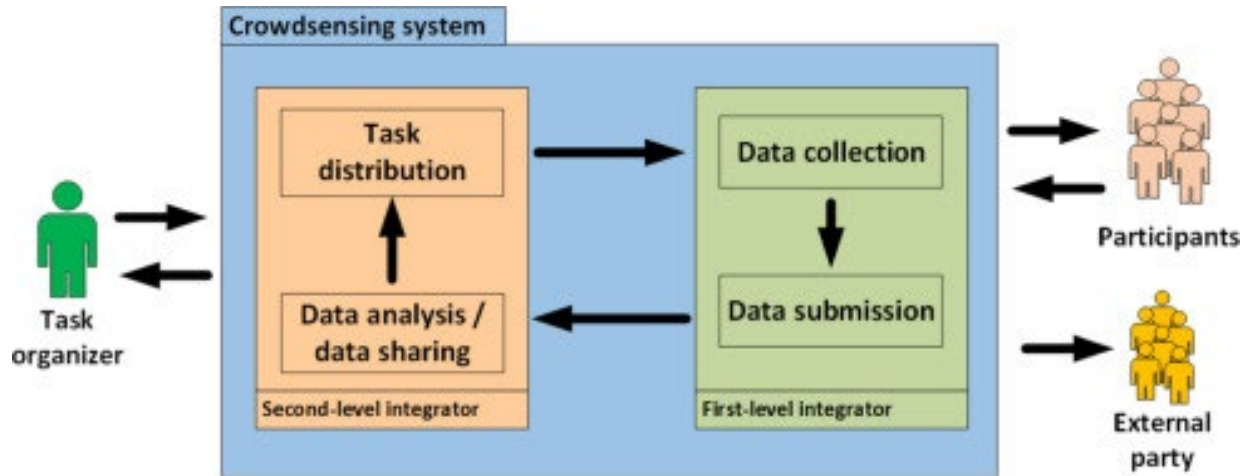 Crowdsensing system
Task
distribution
Data collection
Participants
Task
organizer
Data analysis /
data sharing
Data submission
Second-level integrator
First-level integrator
External
party